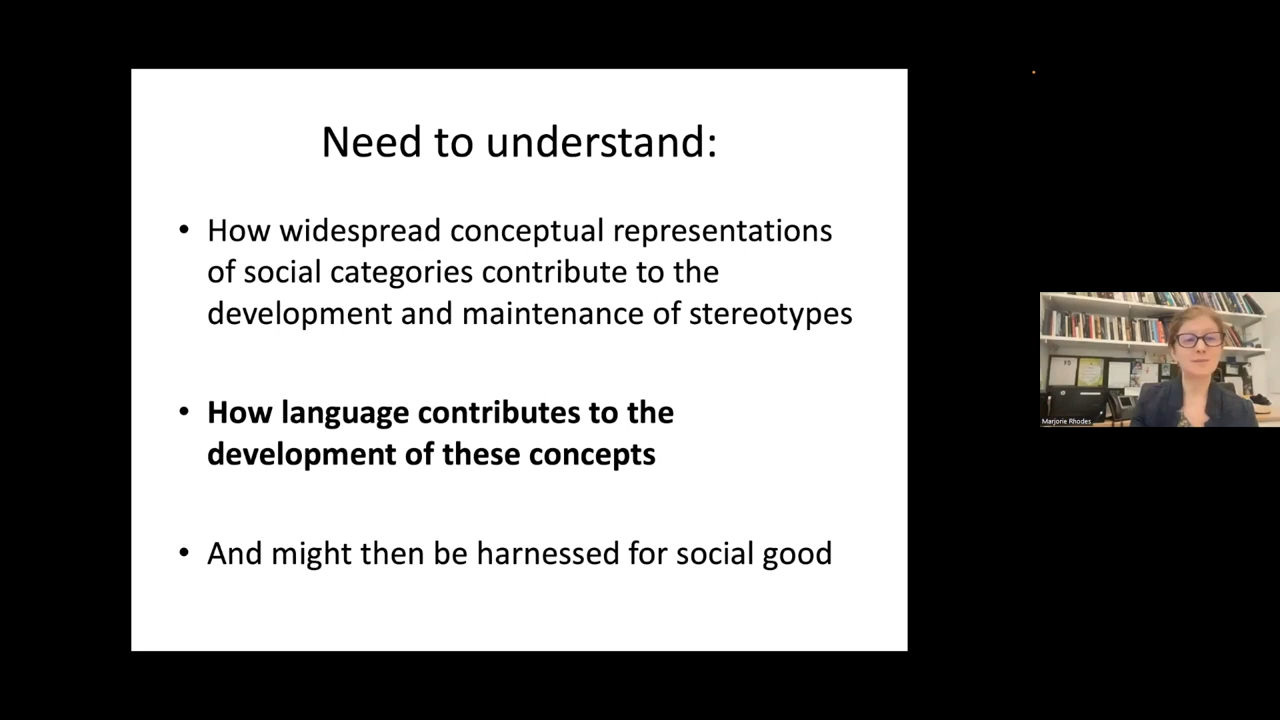 Need to understand:
• How widespread conceptual representations
of social categories contribute to the
development and maintenance of stereotypes
• How language contributes to the
development of these concepts
• And might then be harnessed for social good
Marjorie Rhodes